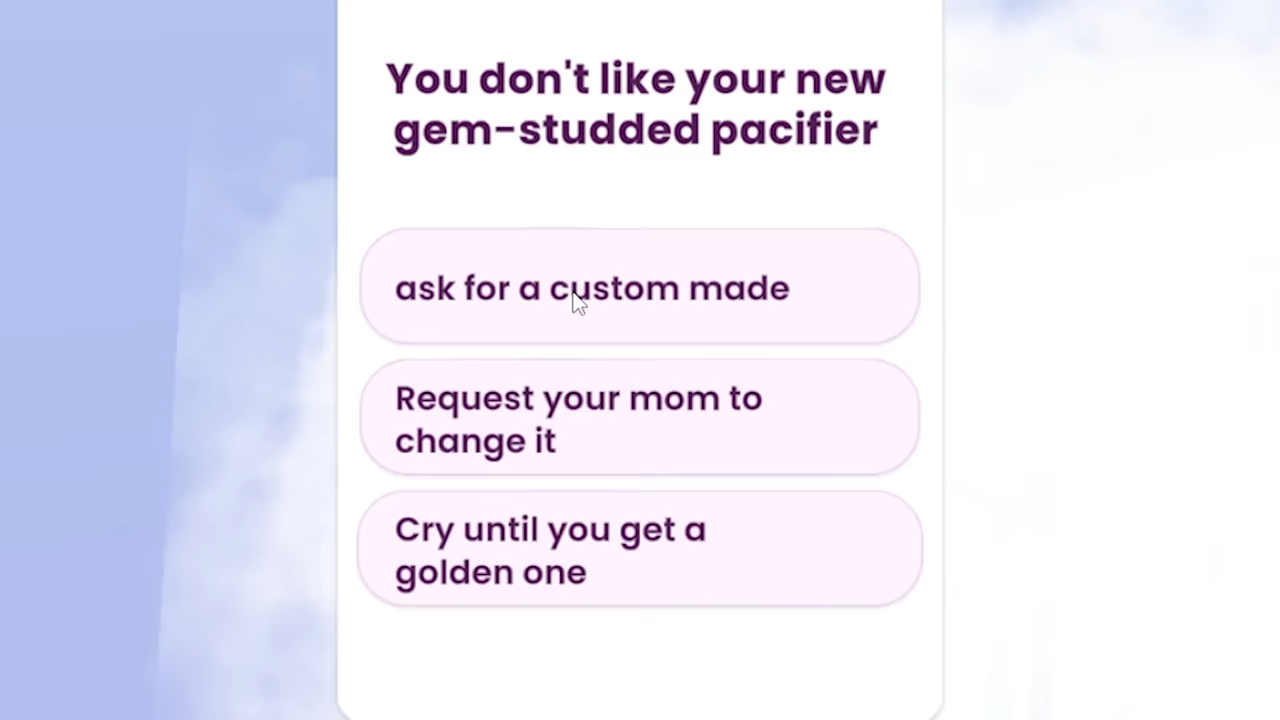 You don't like your new
gem-studded pacifier
ask for a custom made
Request your mom to
change it
Cry until you get a
golden one